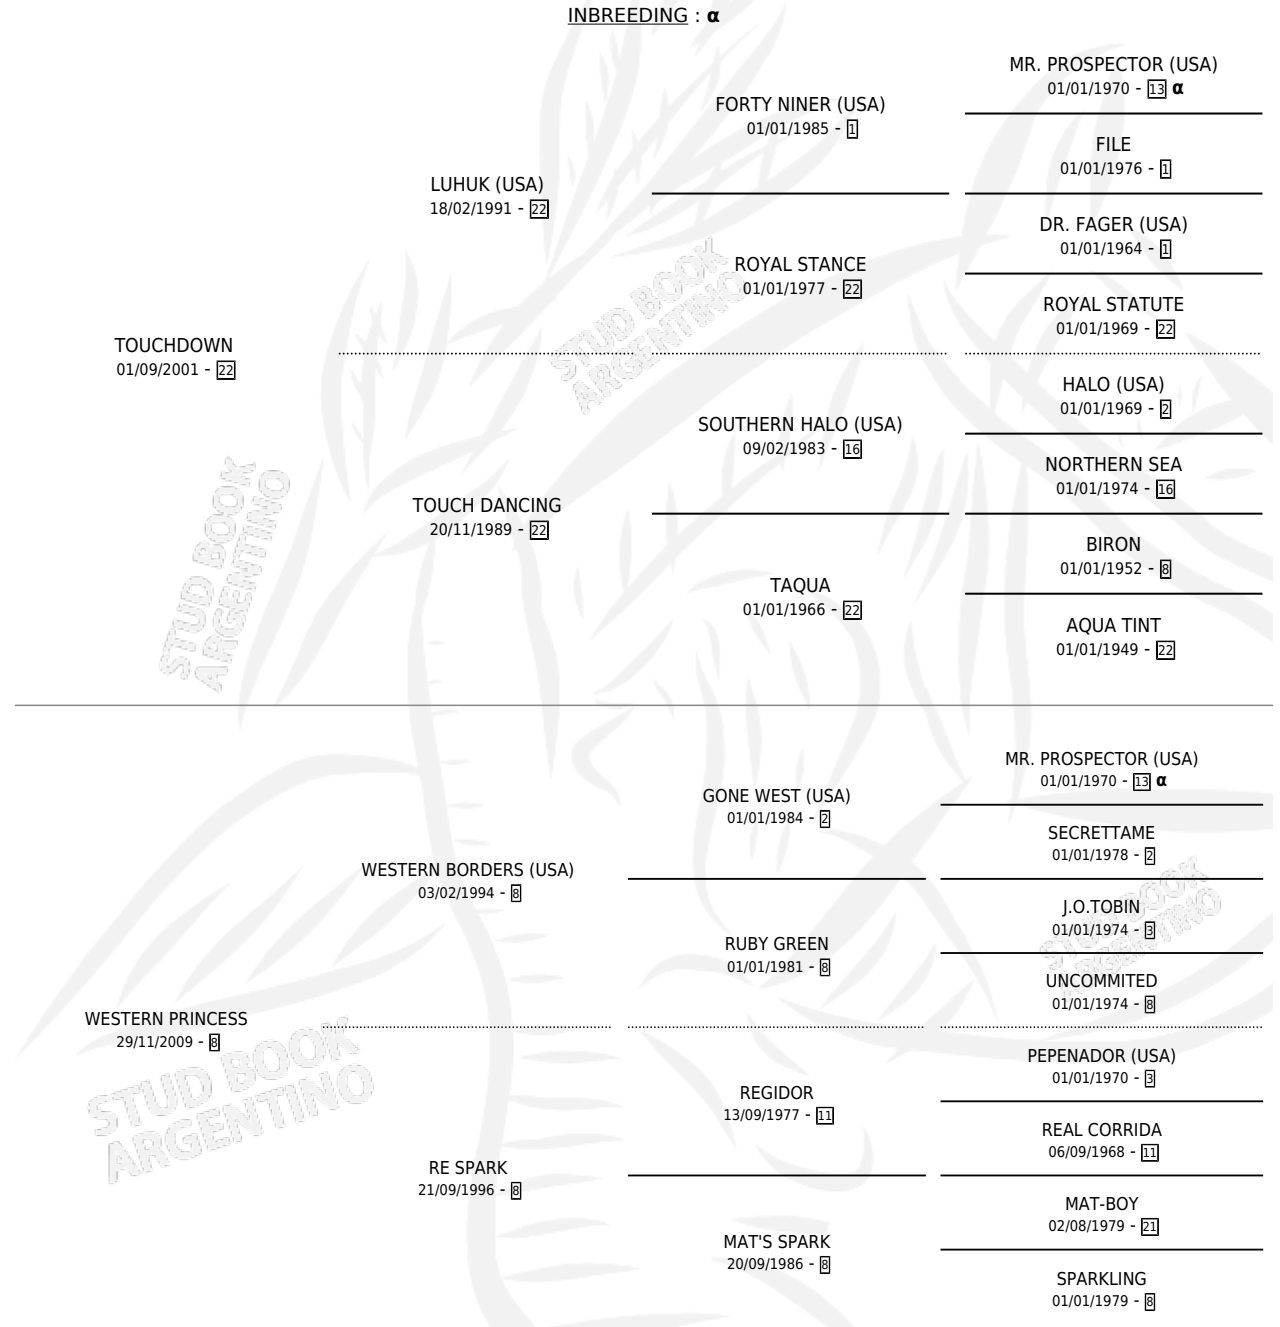 INBREEDING : α
MR. PROSPECTOR (USA)
01/01/1970 - 13 α
FORTY NINER (USA)
01/01/1985 - 1
FILE
01/01/1976 - 1
LUHUK (USA)
18/02/1991 - 22
DR. FAGER (USA)
01/01/1964 - 1
ROYAL STANCE
01/01/1977 - 22
ROYAL STATUTE
01/01/1969 - 22
TOUCHDOWN
01/09/2001 - 22
HALO (USA)
01/01/1969 - 2
SOUTHERN HALO (USA)
09/02/1983 - 16
NORTHERN SEA
01/01/1974 - 16
TOUCH DANCING
20/11/1989 - 22
BIRON
01/01/1952 - 8
TAQUA
01/01/1966 - 22
AQUA TINT
01/01/1949 - 22
MR. PROSPECTOR (USA)
01/01/1970 - 13 α
GONE WEST (USA)
01/01/1984 - 2
SECRETTAME
01/01/1978 - 2
WESTERN BORDERS (USA)
03/02/1994 - 8
J.O.TOBIN
01/01/1974 - 3
RUBY GREEN
01/01/1981 - 8
UNCOMMITED
01/01/1974 - 8
WESTERN PRINCESS
29/11/2009 - 8
PEPENADOR (USA)
01/01/1970 - 3
REGIDOR
13/09/1977 - 11
REAL CORRIDA
06/09/1968 - 11
RE SPARK
21/09/1996 - 8
MAT-BOY
02/08/1979 - 21
MAT'S SPARK
20/09/1986 - 8
SPARKLING
01/01/1979 - 8
STUD BOOK
ARGENTINO
STUD BOOK
ARGENTINO
STUD BOOK
ARGENTINO
STUD BOOK
ARGENTINO